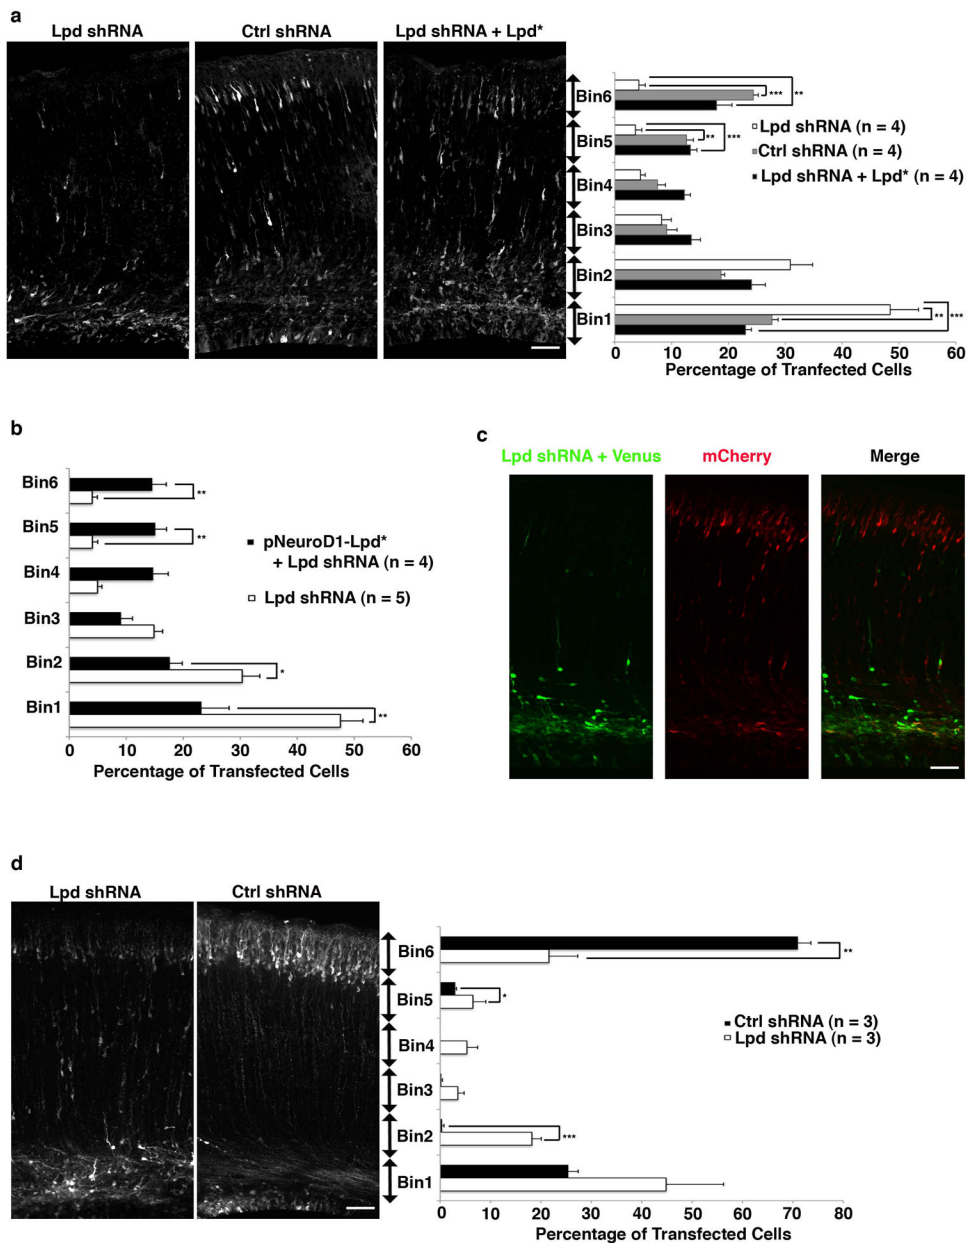 a
Lpd shRNA
Ctrl shRNA
Lpd shRNA + Lpd*
Bin6
Bin5
Bin4
Bin3
Bin2
Bin1
***
**
**
***
**
***
Lpd shRNA (n = 4)
Ctrl shRNA (n = 4)
Lpd shRNA + Lpd* (n = 4)
0 10 20 30 40 50 60
Percentage of Transfected Cells
b
Bin6
Bin5
Bin4
Bin3
Bin2
Bin1
**
**
*
**
pNeuroD1-Lpd*
+ Lpd shRNA (n = 4)
Lpd shRNA (n = 5)
0 10 20 30 40 50 60
Percentage of Transfected Cells
c
Lpd shRNA + Venus
mCherry
Merge
d
Lpd shRNA
Ctrl shRNA
Bin6
Bin5
Bin4
Bin3
Bin2
Bin1
**
*
***
Ctrl shRNA (n = 3)
Lpd shRNA (n = 3)
0 10 20 30 40 50 60 70 80
Percentage of Transfected Cells